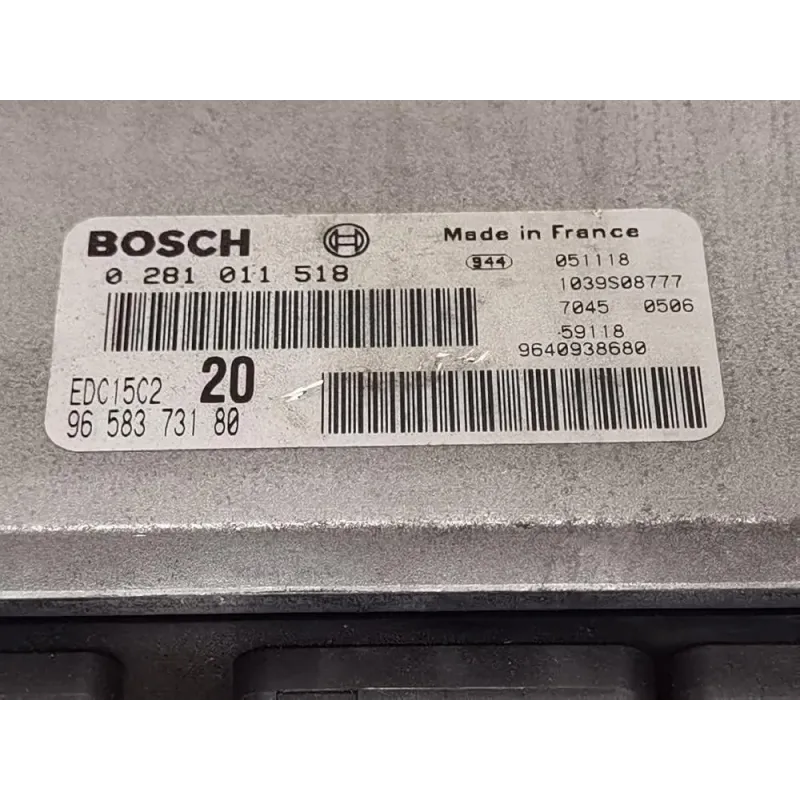 BOSCH
Made in France
0 281 011 518
944 051118
1039S08777
7045 0506
59118
9640938680
EDC15C2 20
96 583 731 80